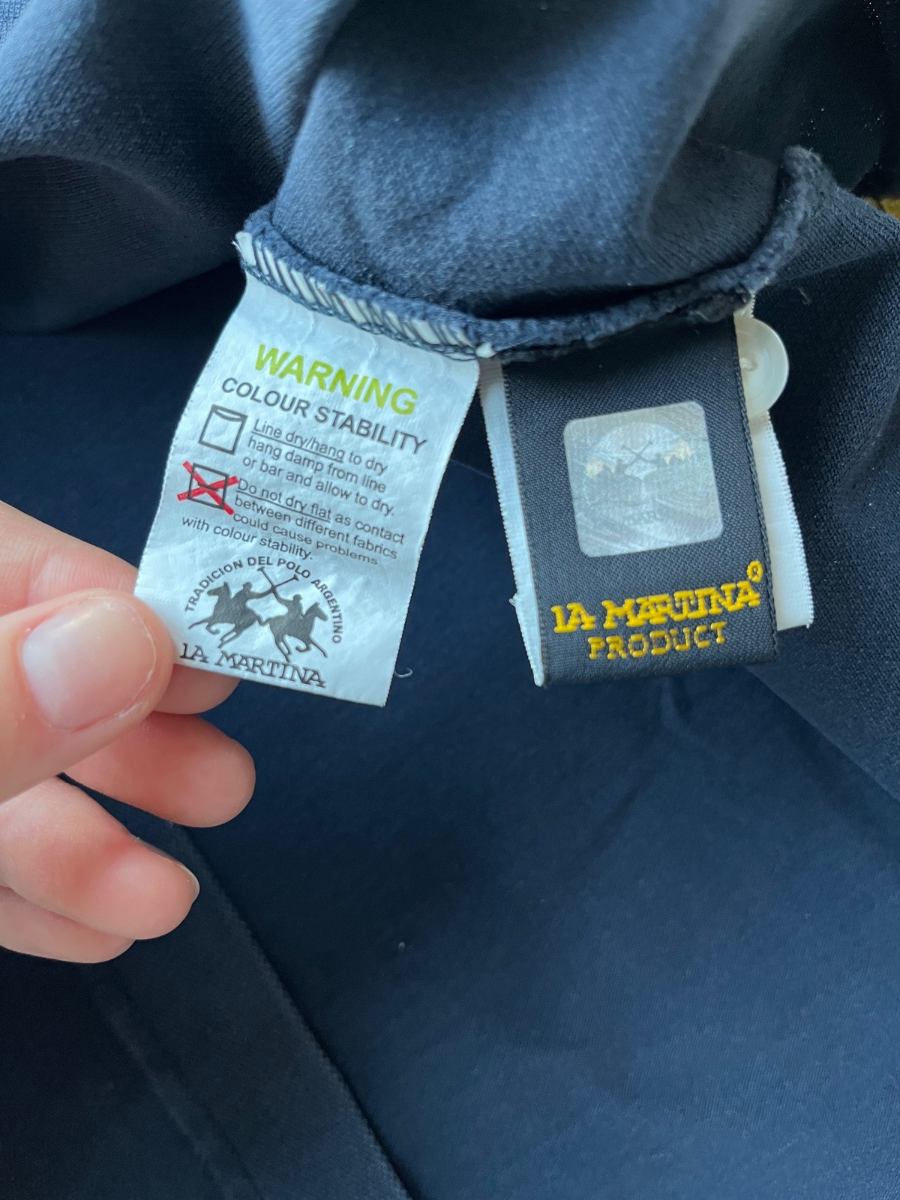 WARNING
COLOUR STABILITY
Line dry/hang to dry
hang damp from line
or bar and allow to dry.
Do not dry flat as contact
between different fabrics
could cause problems
with colour stability.
TRADICION DEL POLO ARGENTINO
LA MARTINA
LA MARTINA®
PRODUCT